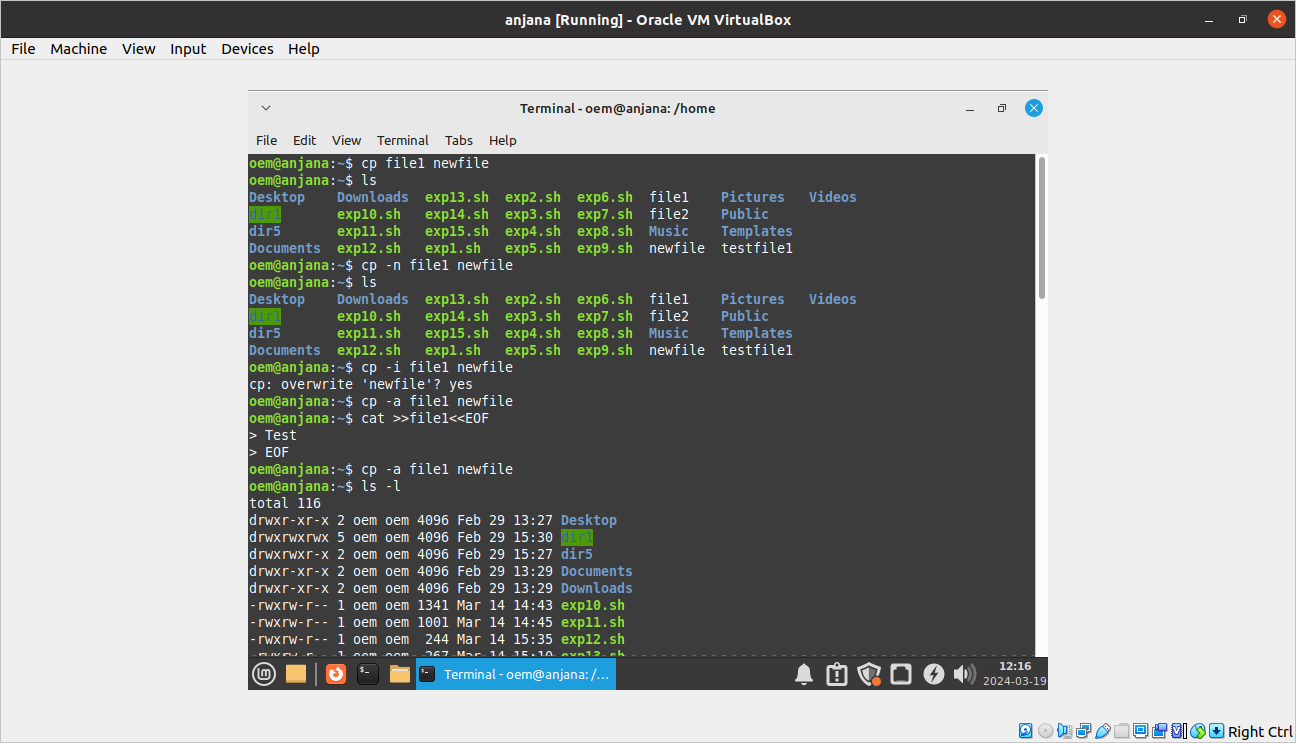 anjana [Running] - Oracle VM VirtualBox
File Machine View Input Devices Help
Terminal - oem@anjana: /home
File Edit View Terminal Tabs Help
oem@anjana:~$ cp file1 newfile
oem@anjana:~$ ls
Desktop Downloads exp13.sh exp2.sh exp6.sh file1 Pictures Videos
dir1 exp10.sh exp14.sh exp3.sh exp7.sh file2 Public
dir5 exp11.sh exp15.sh exp4.sh exp8.sh Music Templates
Documents exp12.sh exp1.sh exp5.sh exp9.sh newfile testfile1
oem@anjana:~$ cp -n file1 newfile
oem@anjana:~$ ls
Desktop Downloads exp13.sh exp2.sh exp6.sh file1 Pictures Videos
dir1 exp10.sh exp14.sh exp3.sh exp7.sh file2 Public
dir5 exp11.sh exp15.sh exp4.sh exp8.sh Music Templates
Documents exp12.sh exp1.sh exp5.sh exp9.sh newfile testfile1
oem@anjana:~$ cp -i file1 newfile
cp: overwrite 'newfile'? yes
oem@anjana:~$ cp -a file1 newfile
oem@anjana:~$ cat >>file1<<EOF
> Test
> EOF
oem@anjana:~$ cp -a file1 newfile
oem@anjana:~$ ls -l
total 116
drwxr-xr-x 2 oem oem 4096 Feb 29 13:27 Desktop
drwxrwxrwx 5 oem oem 4096 Feb 29 15:30 dir1
drwxrwxr-x 2 oem oem 4096 Feb 29 15:27 dir5
drwxr-xr-x 2 oem oem 4096 Feb 29 13:29 Documents
drwxr-xr-x 2 oem oem 4096 Feb 29 13:29 Downloads
-rwxrw-r-- 1 oem oem 1341 Mar 14 14:43 exp10.sh
-rwxrw-r-- 1 oem oem 1001 Mar 14 14:45 exp11.sh
-rwxrw-r-- 1 oem oem 244 Mar 14 15:35 exp12.sh
-rwxrw-r-- 1 oem oem 267 Mar 14 15:10 exp13.sh
Terminal - oem@anjana: /...
12:16
2024-03-19
Right Ctrl